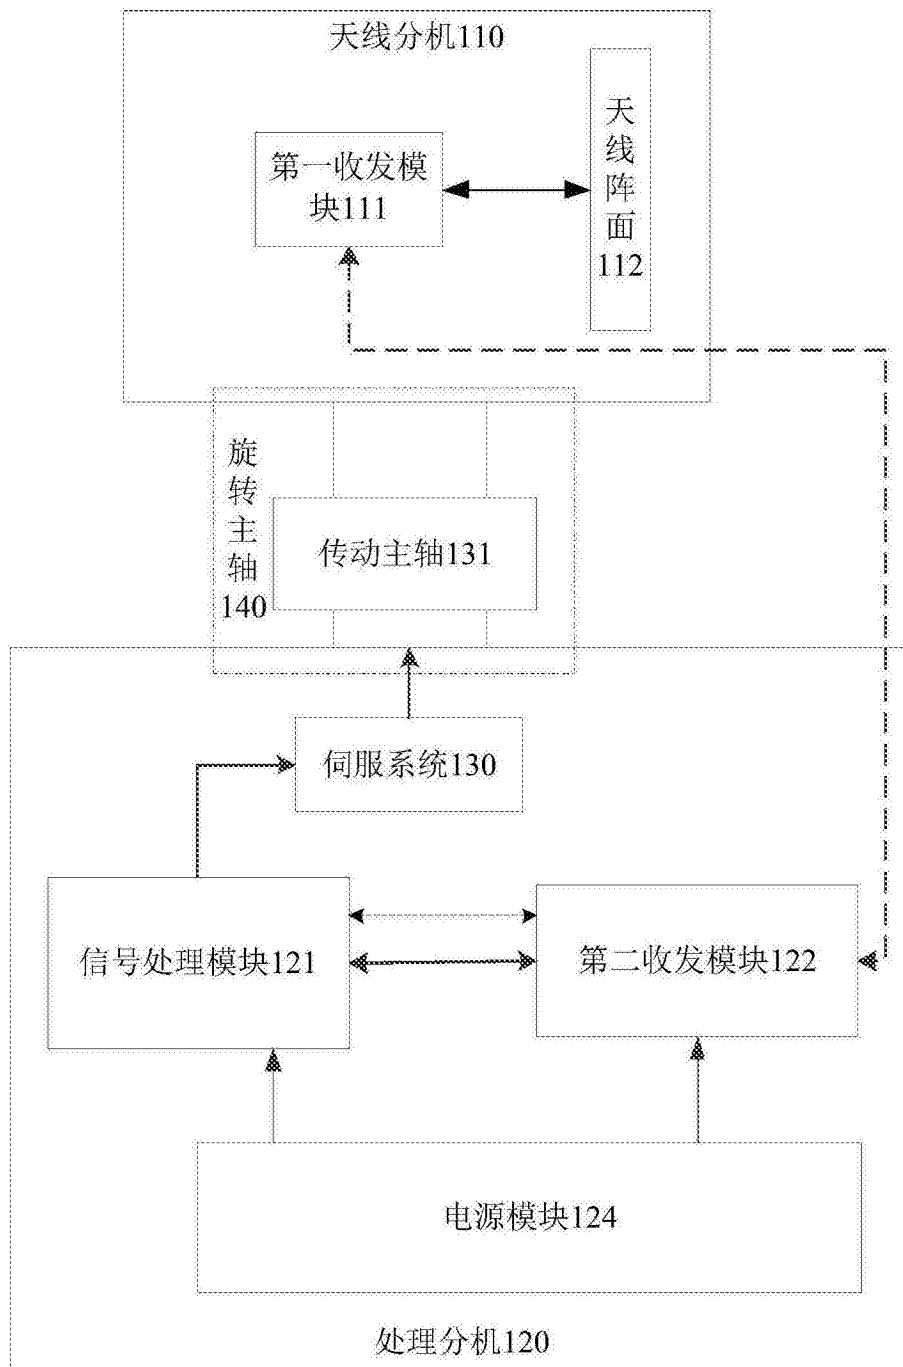 天线分机110
第一收发模
块111
天
线
阵
面
112
旋
转
主
轴
140
传动主轴131
伺服系统130
信号处理模块121
第二收发模块122
电源模块124
处理分机120